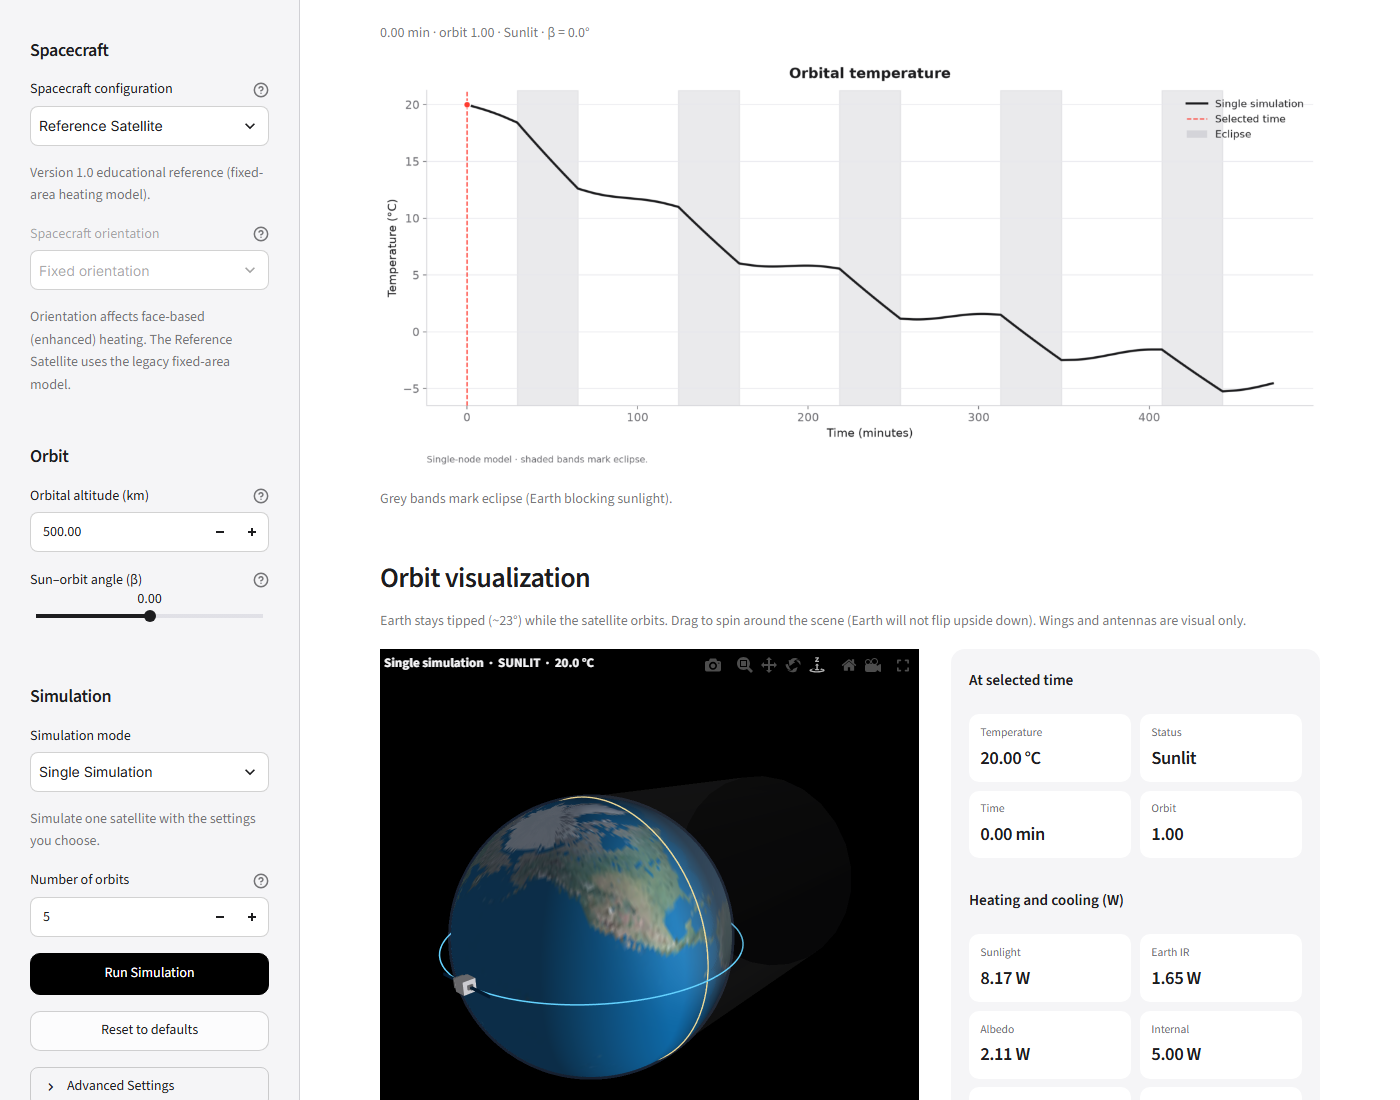 Spacecraft
Spacecraft configuration
Reference Satellite
Version 1.0 educational reference (fixed-
area heating model).
Spacecraft orientation
Fixed orientation
Orientation affects face-based
(enhanced) heating. The Reference
Satellite uses the legacy fixed-area
model.
Orbit
Orbital altitude (km)
500.00
Sun–orbit angle (β)
0.00
Simulation
Simulation mode
Single Simulation
Simulate one satellite with the settings
you choose.
Number of orbits
5
Run Simulation
Reset to defaults
Advanced Settings
0.00 min · orbit 1.00 · Sunlit · β = 0.0°
Orbital temperature
Single simulation
Selected time
Eclipse
Temperature (°C)
20
15
10
5
0
−5
0 100 200 300 400
Time (minutes)
Single-node model · shaded bands mark eclipse.
Grey bands mark eclipse (Earth blocking sunlight).
Orbit visualization
Earth stays tipped (~23°) while the satellite orbits. Drag to spin around the scene (Earth will not flip upside down). Wings and antennas are visual only.
Single simulation · SUNLIT · 20.0 °C
At selected time
Temperature
20.00 °C
Status
Sunlit
Time
0.00 min
Orbit
1.00
Heating and cooling (W)
Sunlight
8.17 W
Earth IR
1.65 W
Albedo
2.11 W
Internal
5.00 W